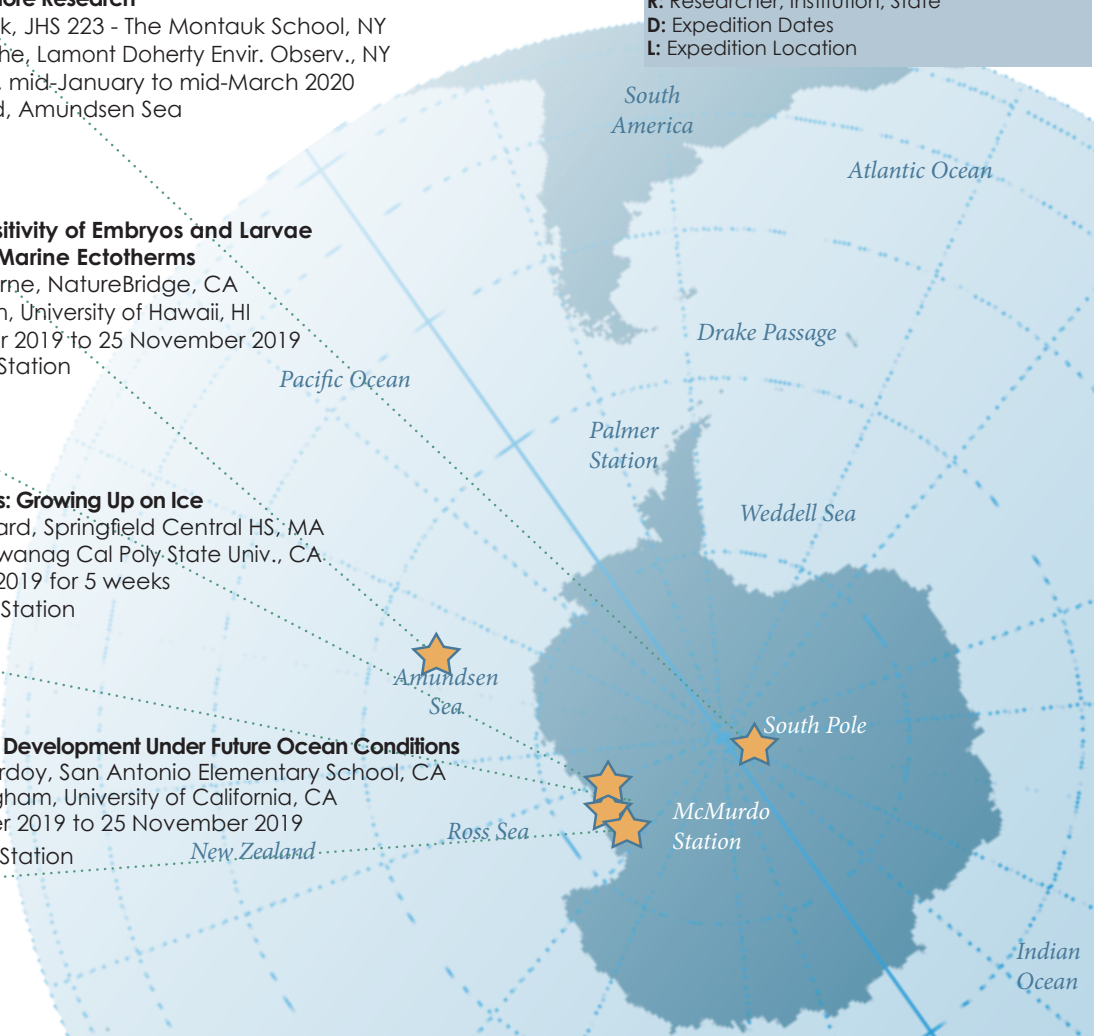 Research
k, JHS 223 - The Montauk School, NY
he, Lamont Doherty Envir. Observ., NY
, mid-January to mid-March 2020
d, Amundsen Sea
R: Researcher, Institution, State
D: Expedition Dates
L: Expedition Location
South
America
Atlantic Ocean
sitivity of Embryos and Larvae
Marine Ectotherms
rne, NatureBridge, CA
n, University of Hawaii, HI
r 2019 to 25 November 2019
Station
Drake Passage
Pacific Ocean
Palmer
Station
s: Growing Up on Ice
ard, Springfield Central HS, MA
wanag Cal Poly State Univ., CA
2019 for 5 weeks
Station
Weddell Sea
Amundsen
Sea
South Pole
Development Under Future Ocean Conditions
rdoy, San Antonio Elementary School, CA
gham, University of California, CA
er 2019 to 25 November 2019
Station
New Zealand
Ross Sea
McMurdo
Station
Indian
Ocean